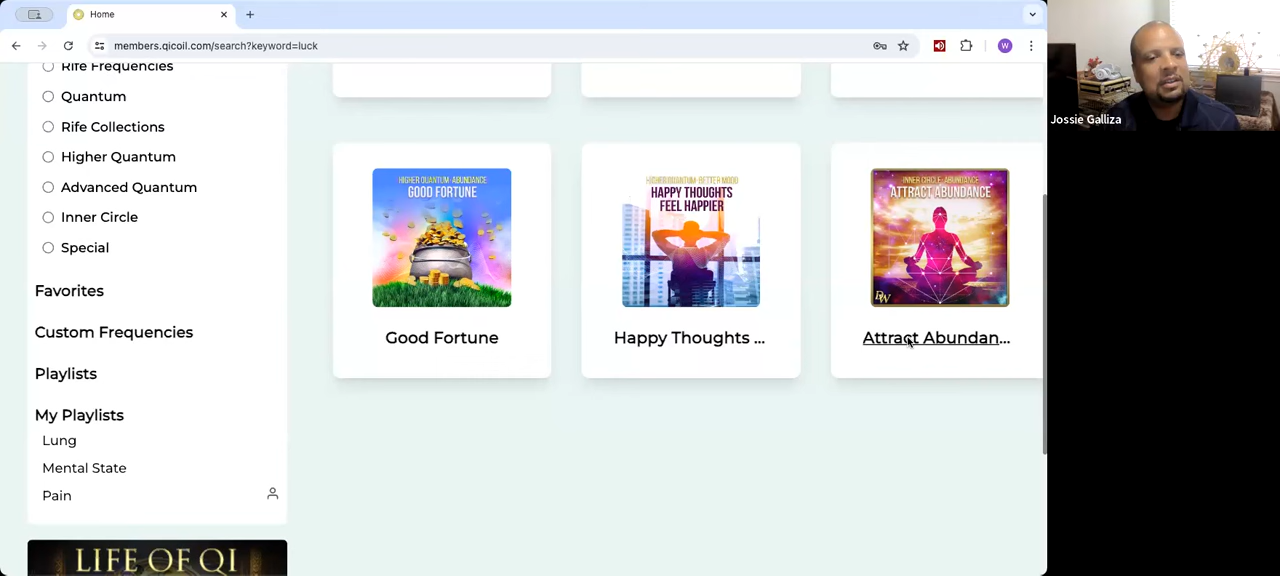 Home
members.qicoil.com/search?keyword=luck
W
Jossie Galliza
Rife Frequencies
Quantum
Rife Collections
Higher Quantum
Advanced Quantum
Inner Circle
Special
Favorites
Custom Frequencies
Playlists
My Playlists
Lung
Mental State
Pain
LIFE OF QI
HIGHER QUANTUM-ABUNDANCE
GOOD FORTUNE
Good Fortune
HIGHER QUANTUM-BETTER MOOD
HAPPY THOUGHTS
FEEL HAPPIER
Happy Thoughts ...
INNER CIRCLE-ABUNDANCE
ATTRACT ABUNDANCE
DW
Attract Abundan...